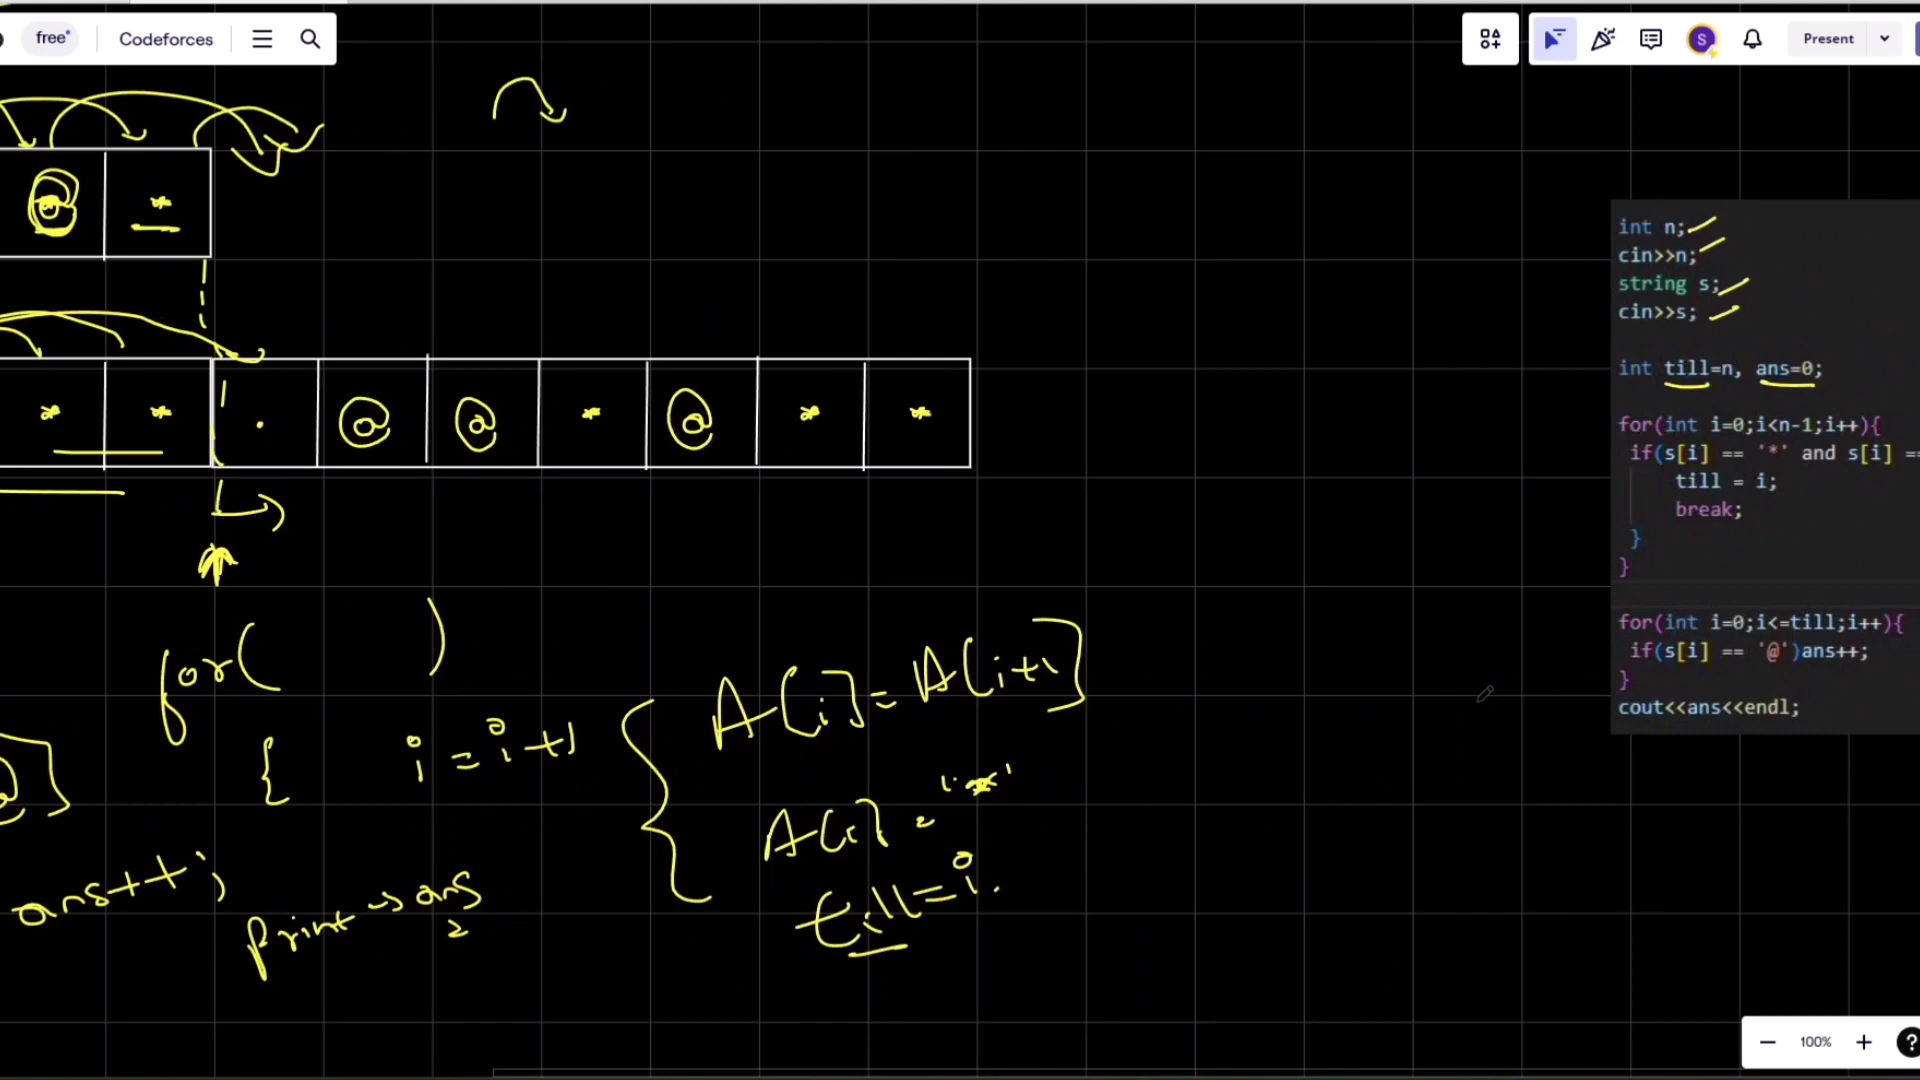 free*
Codeforces
Present
@ *
* * . @ @ * @ * *
int n;
cin>>n;
string s;
cin>>s;
int till=n, ans=0;
for(int i=0;i<n-1;i++){
if(s[i] == '*' and s[i] ==
till = i;
break;
}
}
for(int i=0;i<=till;i++){
if(s[i] == '@')ans++;
}
cout<<ans<<endl;
for( )
{ i = i+1
A[i] = A[i+1]
A[i] = '*'
till = i.
ans++;
print → ans
100%